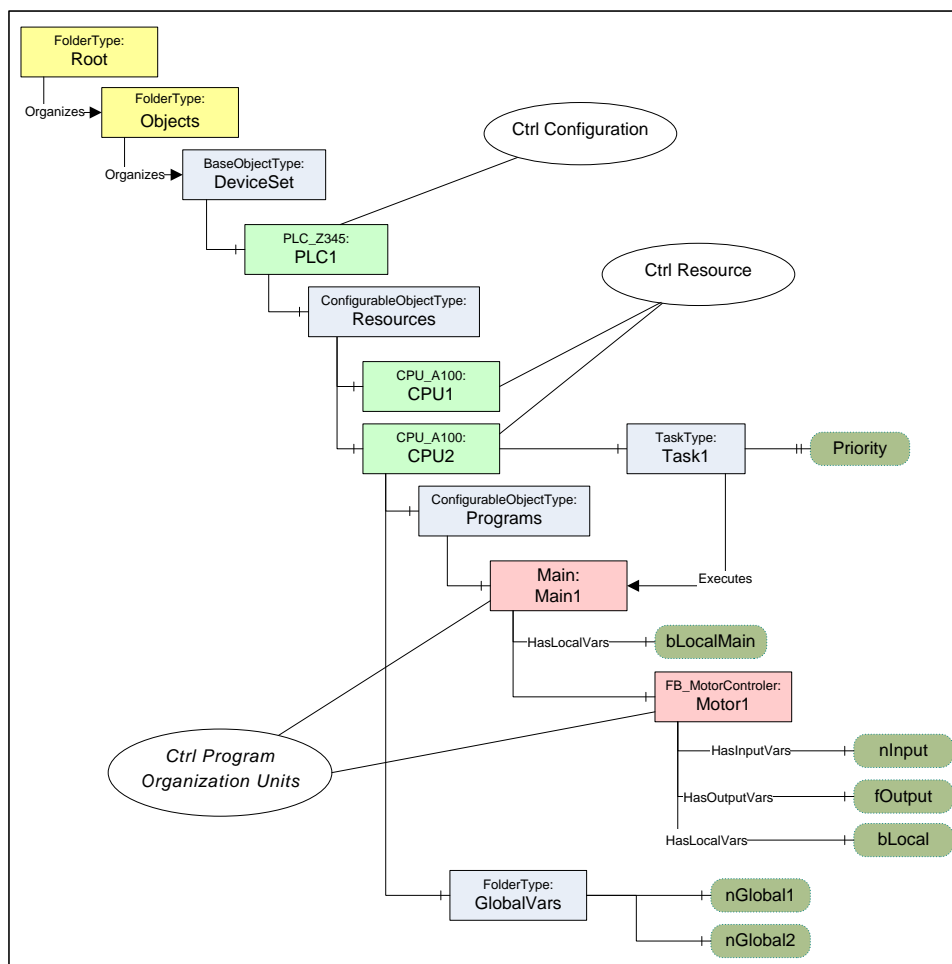 FolderType:
Root
Organizes
FolderType:
Objects
Ctrl Configuration
Organizes
BaseObjectType:
DeviceSet
PLC_Z345:
PLC1
Ctrl Resource
ConfigurableObjectType:
Resources
CPU_A100:
CPU1
CPU_A100:
CPU2
TaskType:
Task1
Priority
ConfigurableObjectType:
Programs
Main:
Main1
Executes
HasLocalVars
bLocalMain
FB_MotorControler:
Motor1
Ctrl Program
Organization Units
HasInputVars
nInput
HasOutputVars
fOutput
HasLocalVars
bLocal
FolderType:
GlobalVars
nGlobal1
nGlobal2